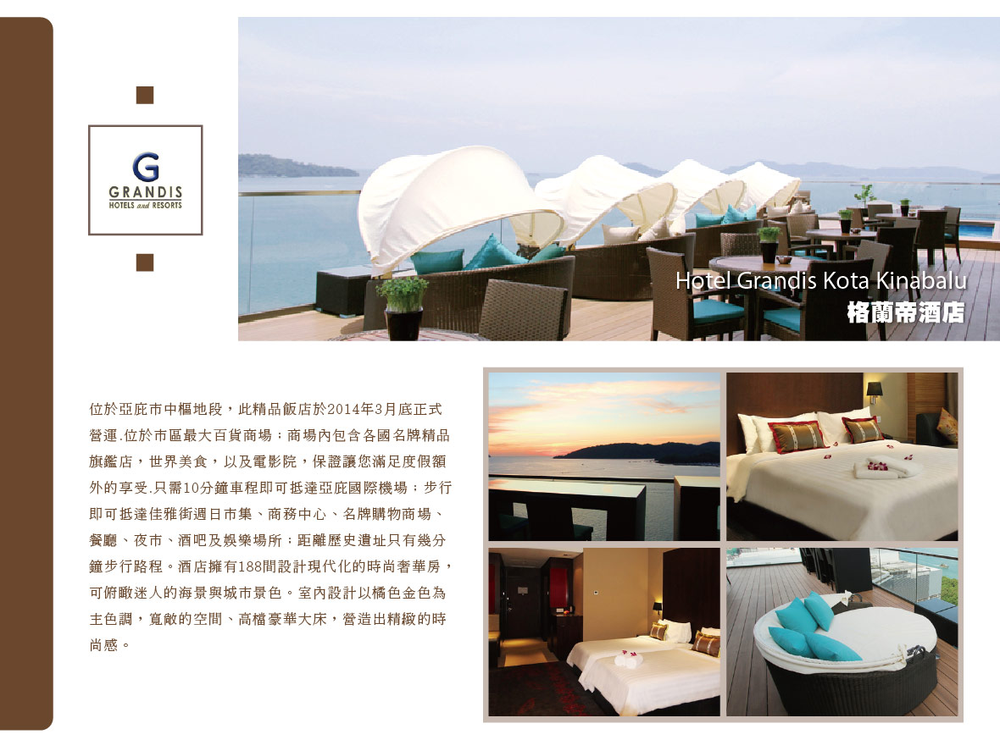 G
GRANDIS
HOTELS and RESORTS
Hotel Grandis Kota Kinabalu
格蘭帝酒店
位於亞庇市中樞地段，此精品飯店於2014年3月底正式
營運.位於市區最大百貨商場；商場內包含各國名牌精品
旗鑑店，世界美食，以及電影院，保證讓您滿足度假額
外的享受.只需10分鐘車程即可抵達亞庇國際機場；步行
即可抵達佳雅街週日市集、商務中心、名牌購物商場、
餐廳、夜市、酒吧及娛樂場所；距離歷史遺址只有幾分
鐘步行路程。酒店擁有188間設計現代化的時尚奢華房，
可俯瞰迷人的海景與城市景色。室內設計以橘色金色為
主色調，寬敞的空間、高檔豪華大床，營造出精緻的時
尚感。